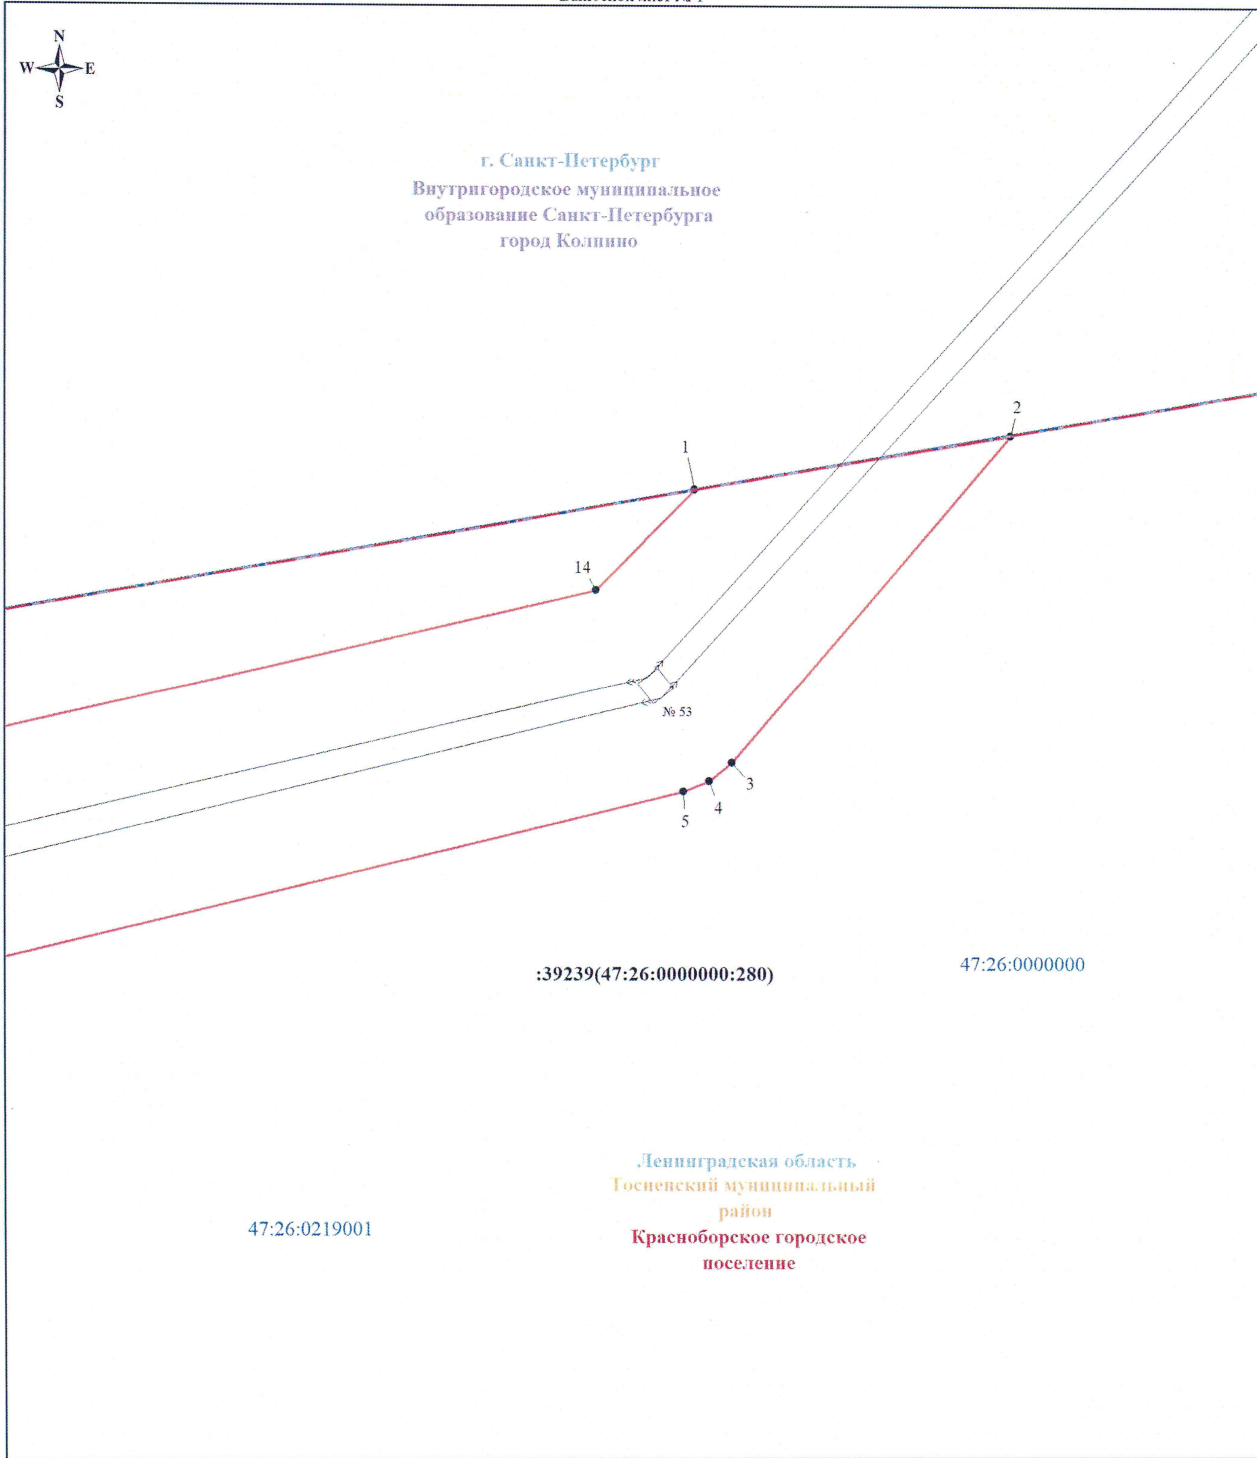 N
W E
S
г. Санкт-Петербург
Внутригородское муниципальное
образование Санкт-Петербурга
город Колпино
2
1
14
№ 53
3
4
5
:39239(47:26:0000000:280)
47:26:0000000
Ленинградская область
Тосненский муниципальный
район
47:26:0219001
Красноборское городское
поселение